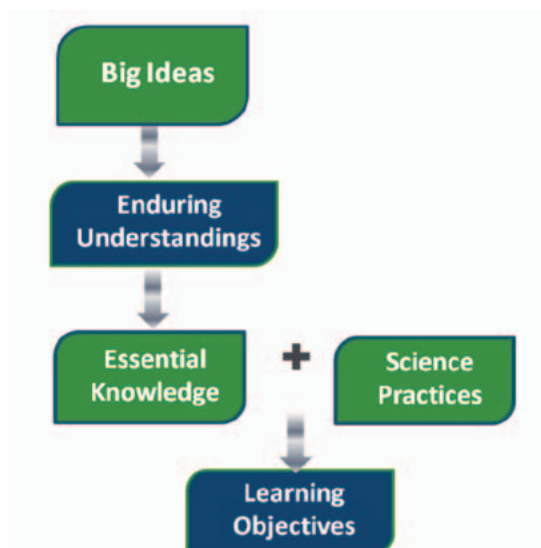 Big Ideas
Enduring
Understandings
Essential
Knowledge
+
Science
Practices
Learning
Objectives